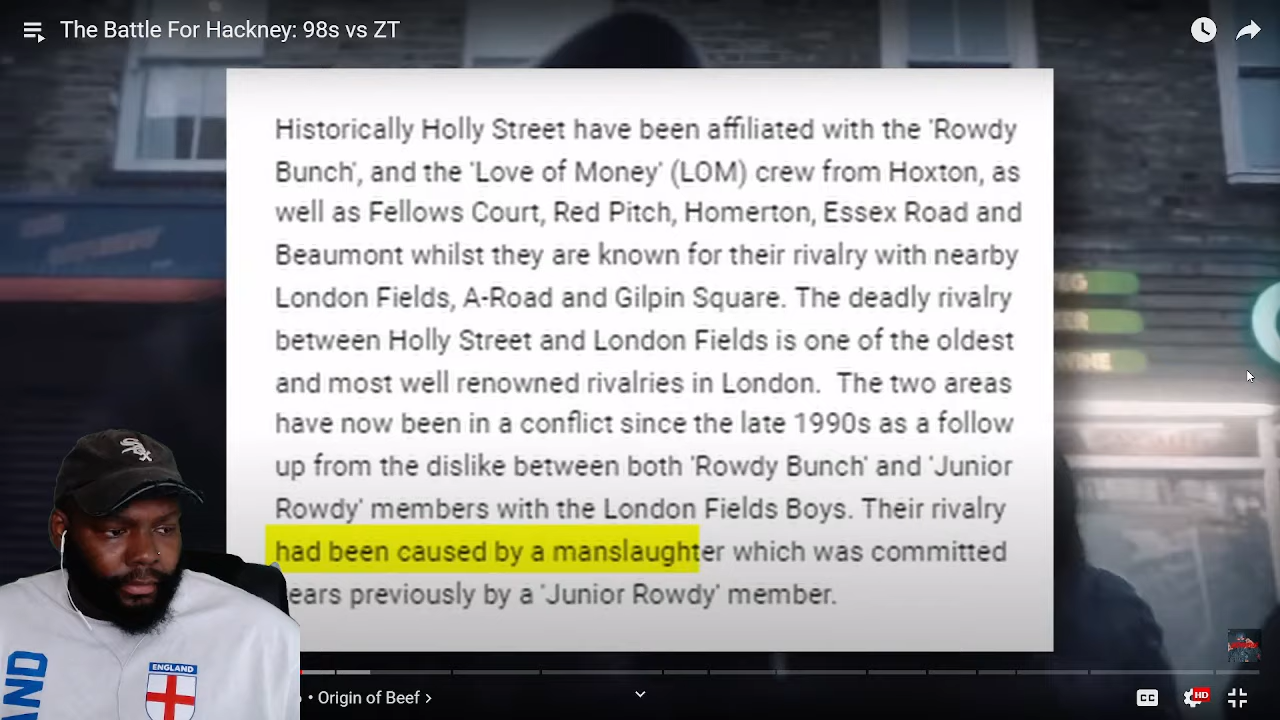 The Battle For Hackney: 98s vs ZT
Historically Holly Street have been affiliated with the 'Rowdy
Bunch', and the 'Love of Money' (LOM) crew from Hoxton, as
well as Fellows Court, Red Pitch, Homerton, Essex Road and
Beaumont whilst they are known for their rivalry with nearby
London Fields, A-Road and Gilpin Square. The deadly rivalry
between Holly Street and London Fields is one of the oldest
and most well renowned rivalries in London. The two areas
have now been in a conflict since the late 1990s as a follow
up from the dislike between both 'Rowdy Bunch' and 'Junior
Rowdy' members with the London Fields Boys. Their rivalry
had been caused by a manslaughter which was committed
ears previously by a 'Junior Rowdy' member.
ENGLAND
AND
• Origin of Beef >
CC
HD